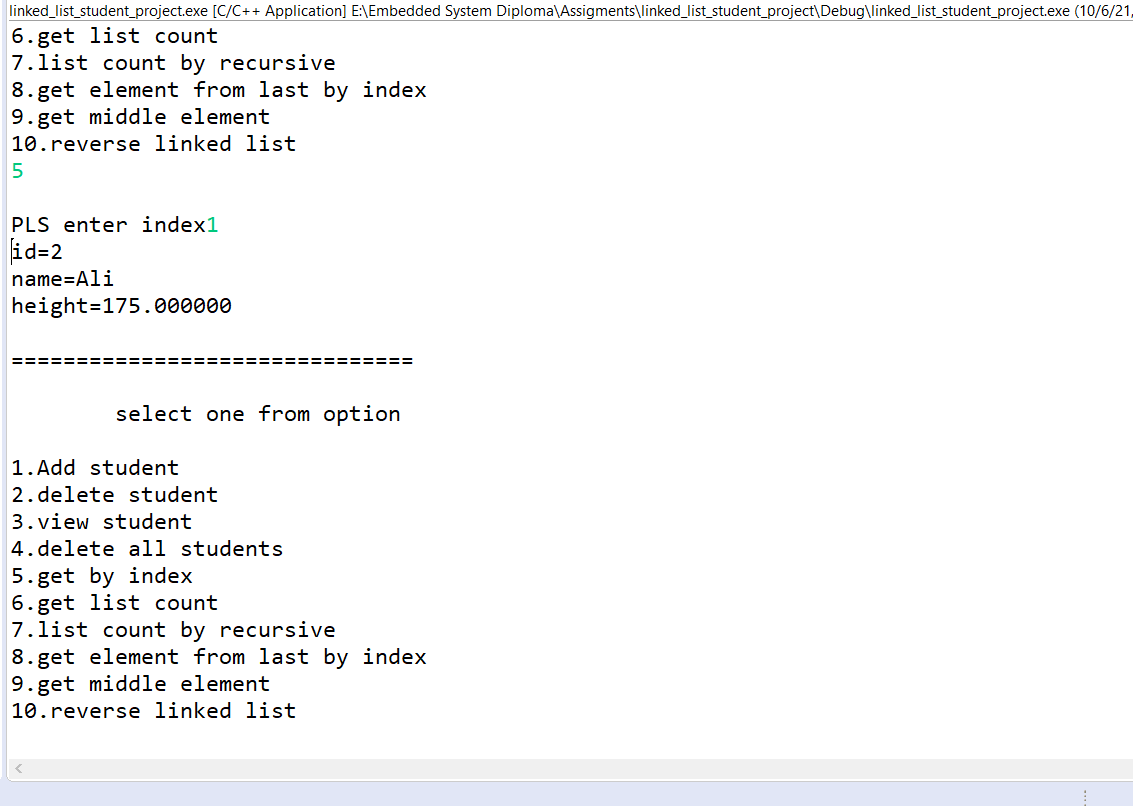 linked_list_student_project.exe [C/C++ Application] E:\Embedded System Diploma\Assigments\linked_list_student_project\Debug\linked_list_student_project.exe (10/6/21,
6.get list count
7.list count by recursive
8.get element from last by index
9.get middle element
10.reverse linked list
5
PLS enter index1
id=2
name=Ali
height=175.000000
===============================
select one from option
1.Add student
2.delete student
3.view student
4.delete all students
5.get by index
6.get list count
7.list count by recursive
8.get element from last by index
9.get middle element
10.reverse linked list